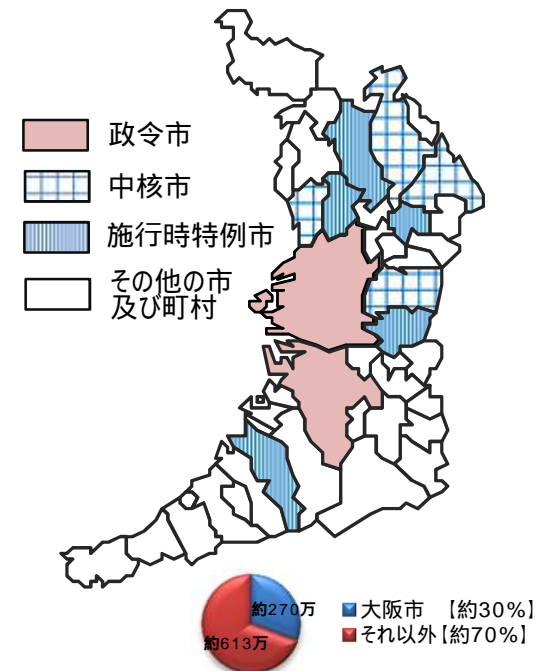 政令市
中核市
施行時特例市
その他の市
及び町村
約270万
約613万
大阪市 【約30%】
それ以外【約70%】